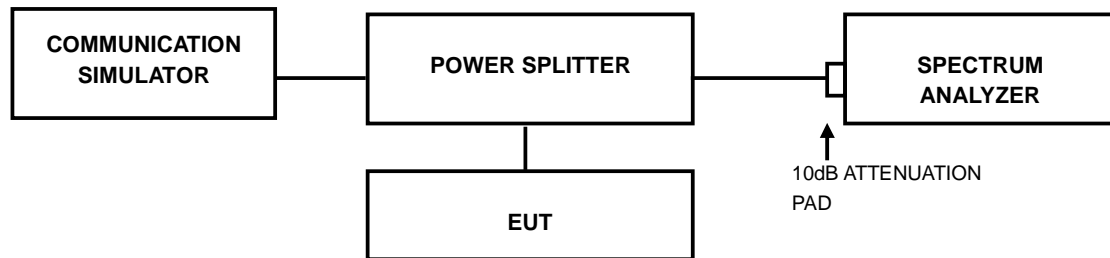 COMMUNICATION
SIMULATOR
POWER SPLITTER
SPECTRUM
ANALYZER
10dB ATTENUATION
PAD
EUT